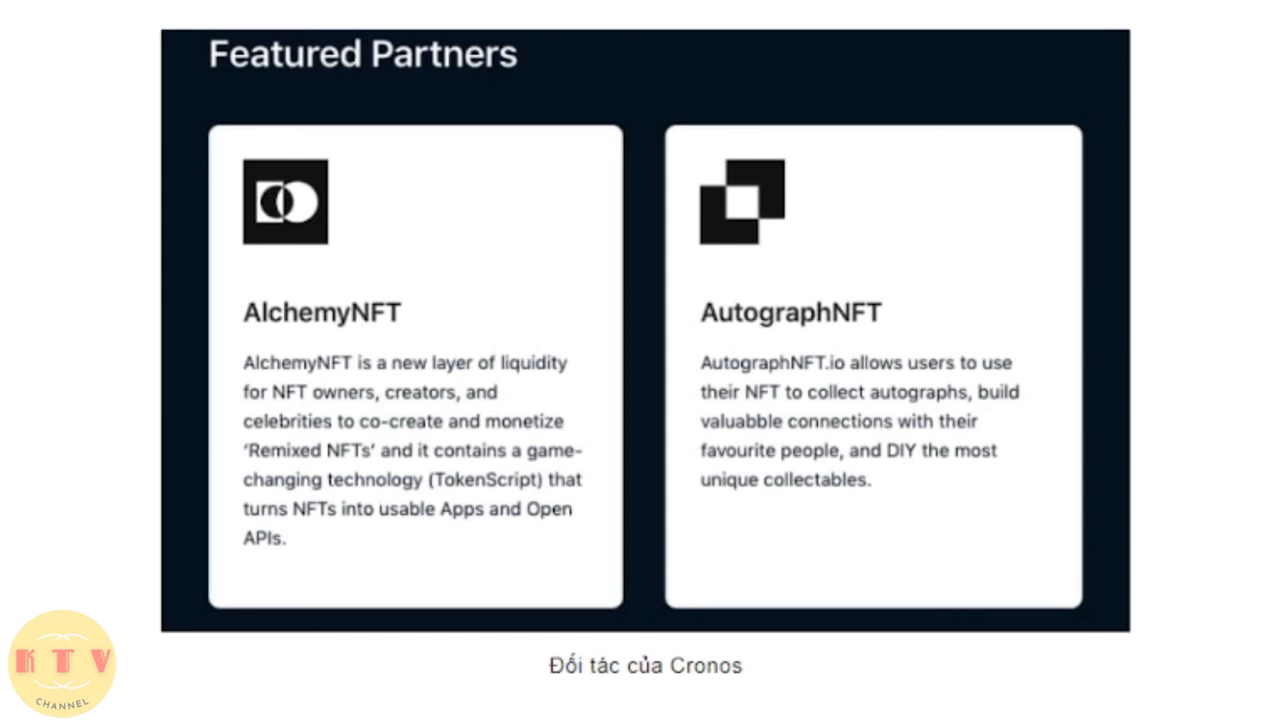 Featured Partners
AlchemyNFT
AlchemyNFT is a new layer of liquidity
for NFT owners, creators, and
celebrities to co-create and monetize
‘Remixed NFTs’ and it contains a game-
changing technology (TokenScript) that
turns NFTs into usable Apps and Open
APIs.
AutographNFT
AutographNFT.io allows users to use
their NFT to collect autographs, build
valuabble connections with their
favourite people, and DIY the most
unique collectables.
Đối tác của Cronos
KTV
CHANNEL